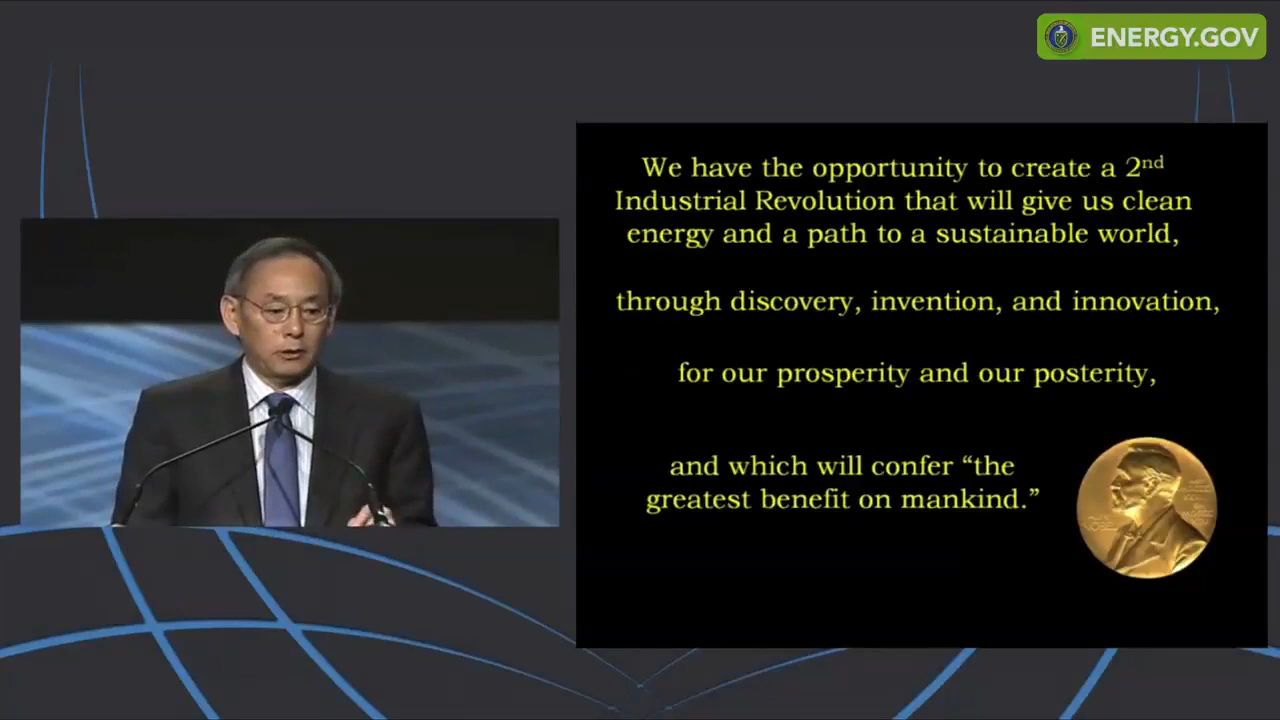 ENERGY.GOV
We have the opportunity to create a 2nd
Industrial Revolution that will give us clean
energy and a path to a sustainable world,
through discovery, invention, and innovation,
for our prosperity and our posterity,
and which will confer “the
greatest benefit on mankind.”